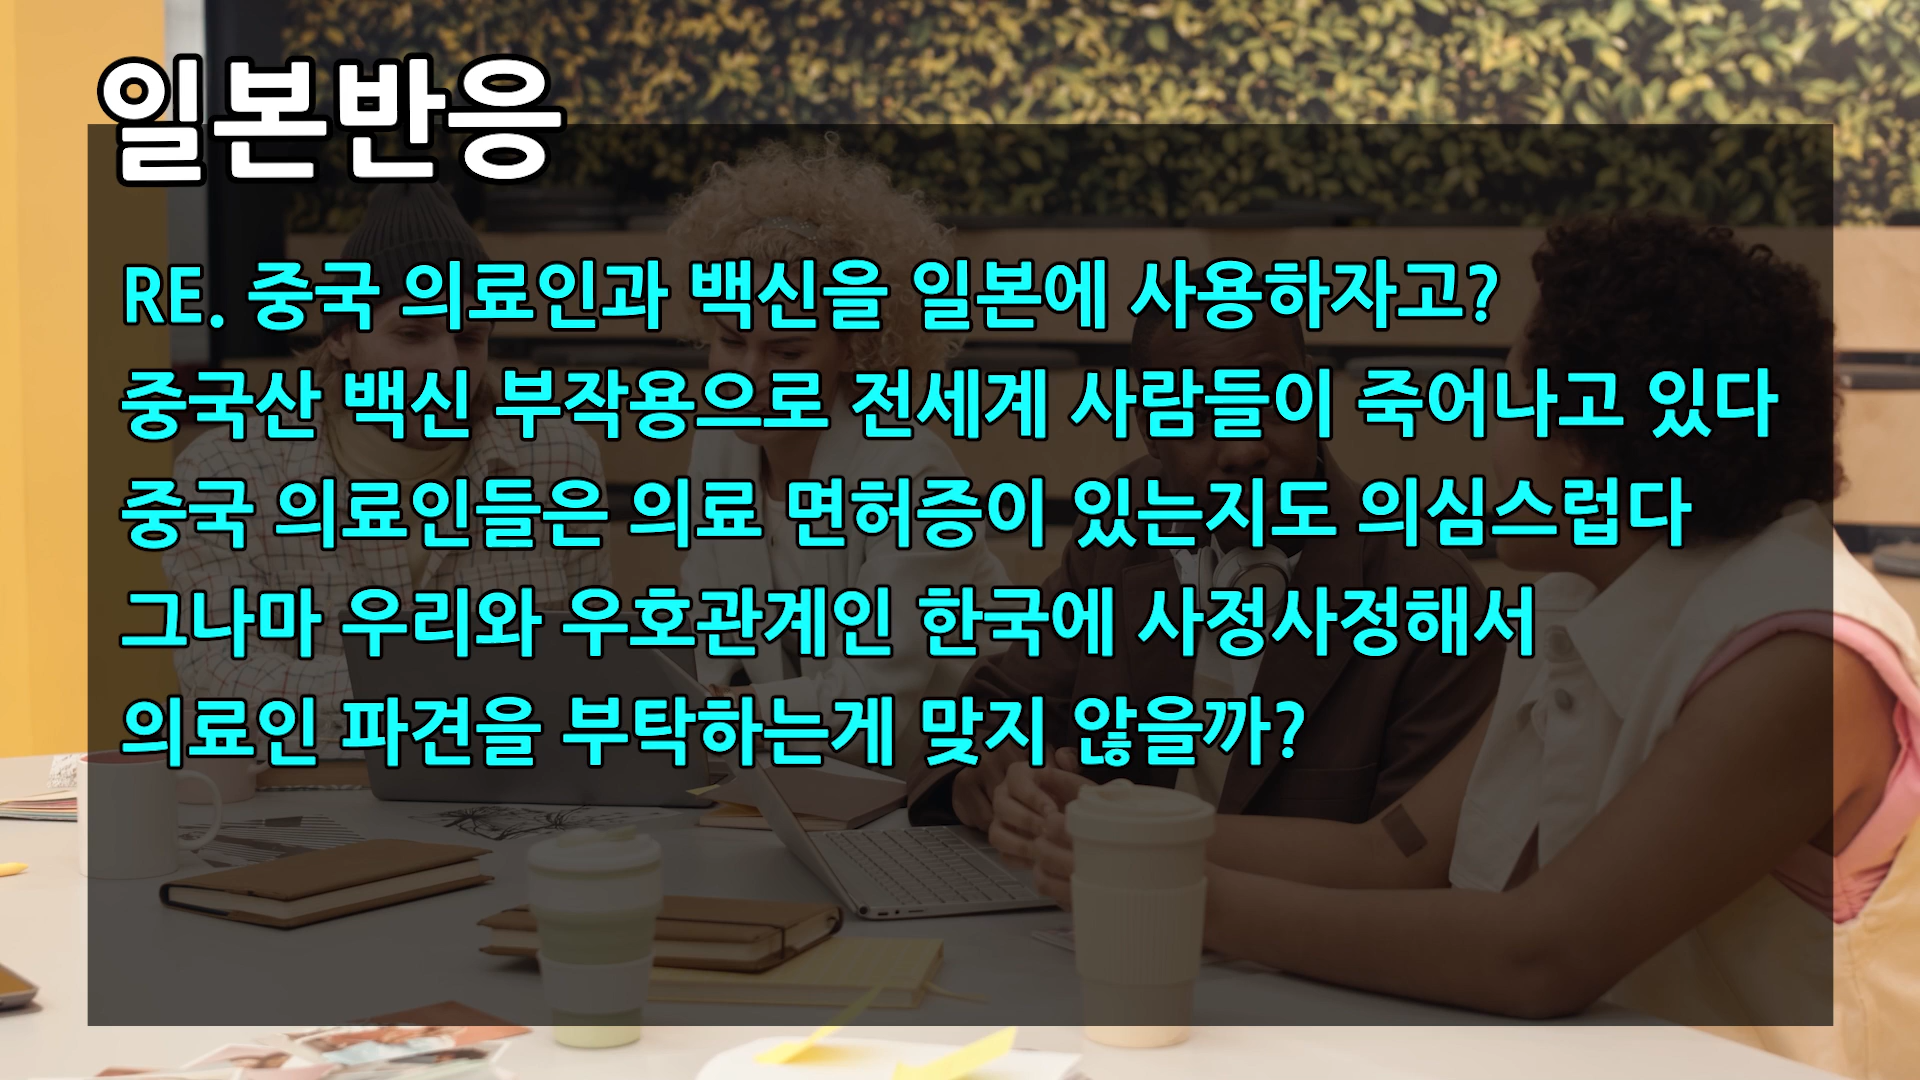 일본반응
RE. 중국 의료인과 백신을 일본에 사용하자고?
중국산 백신 부작용으로 전세계 사람들이 죽어나고 있다
중국 의료인들은 의료 면허증이 있는지도 의심스럽다
그나마 우리와 우호관계인 한국에 사정사정해서
의료인 파견을 부탁하는게 맞지 않을까?